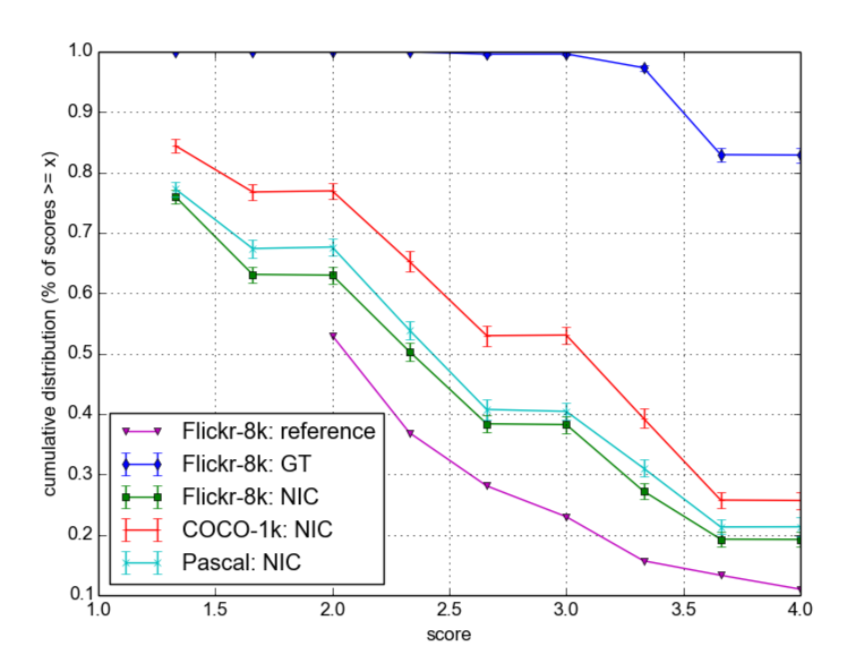 1.0
0.9
0.8
0.7
0.6
0.5
0.4
0.3
0.2
0.1
cumulative distribution (% of scores >= x)
Flickr-8k: reference
Flickr-8k: GT
Flickr-8k: NIC
COCO-1k: NIC
Pascal: NIC
1.0 1.5 2.0 2.5 3.0 3.5 4.0
score